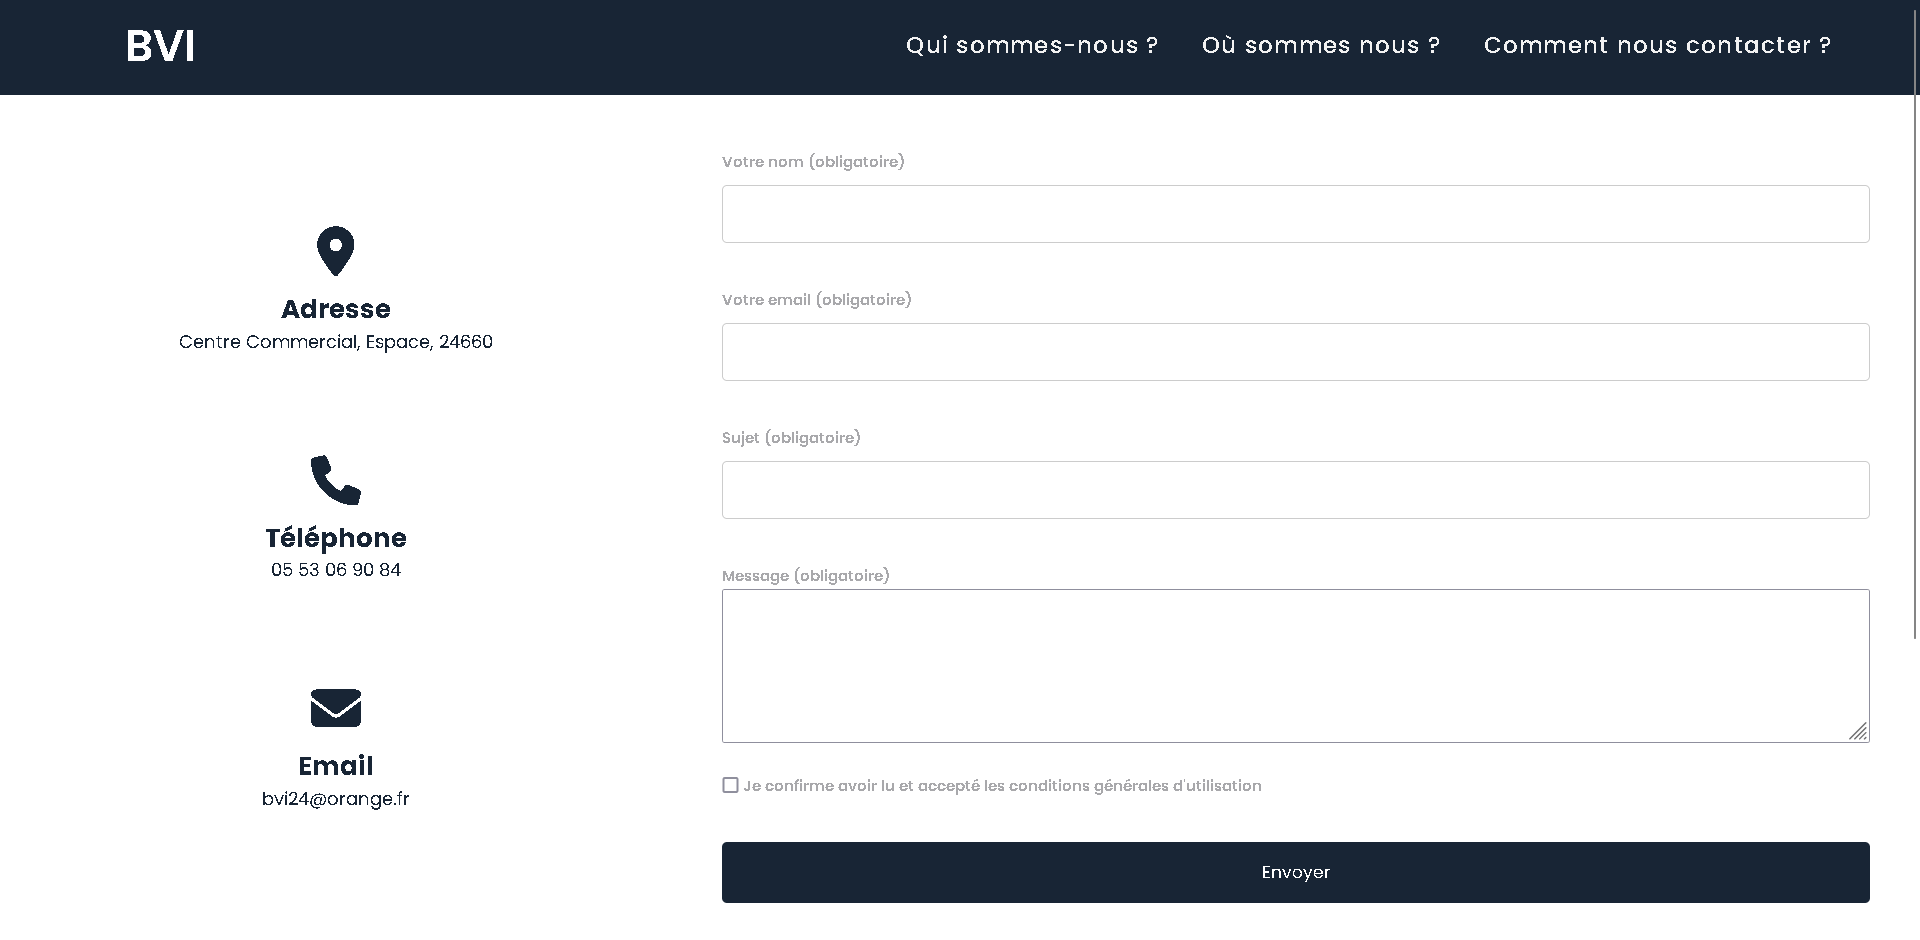 BVI
Qui sommes-nous ?
Où sommes nous ?
Comment nous contacter ?
Adresse
Centre Commercial, Espace, 24660
Téléphone
05 53 06 90 84
Email
bvi24@orange.fr
Votre nom (obligatoire)
Votre email (obligatoire)
Sujet (obligatoire)
Message (obligatoire)
Je confirme avoir lu et accepté les conditions générales d'utilisation
Envoyer